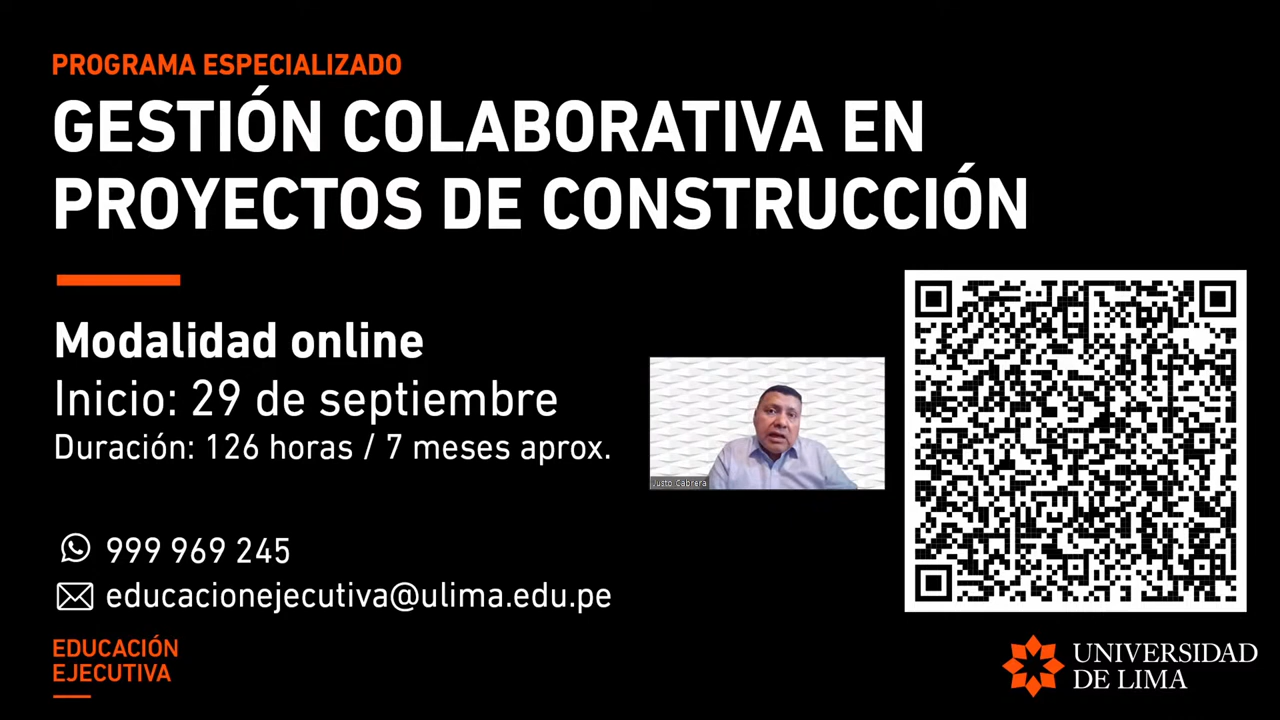 PROGRAMA ESPECIALIZADO
GESTIÓN COLABORATIVA EN
PROYECTOS DE CONSTRUCCIÓN
Modalidad online
Inicio: 29 de septiembre
Duración: 126 horas / 7 meses aprox.
Justo Cabrera
999 969 245
educacionejecutiva@ulima.edu.pe
EDUCACIÓN
EJECUTIVA
UNIVERSIDAD
DE LIMA